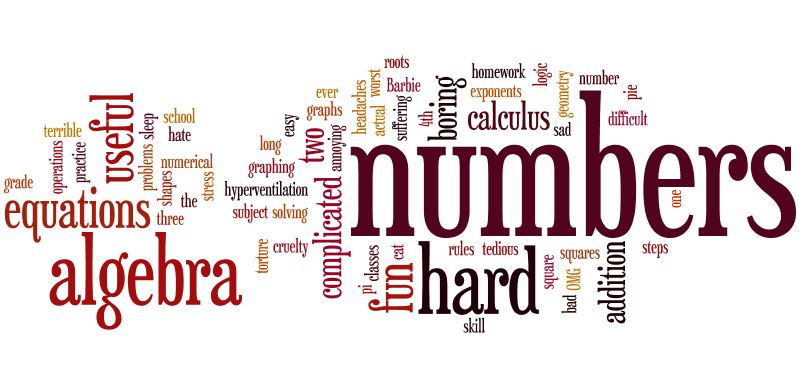 grade
equations
algebra
terrible
operations
practice
useful
problems
sleep
school
hate
shapes
numerical
stress
the
three
long
graphing
hyperventilation
subject
solving
torture
cruelty
easy
ever
graphs
two
annoying
complicated
headaches
actual
worst
roots
Barbie
suffering
4th
boring
homework
exponents
calculus
logic
sad
geometry
number
pie
difficult
numbers
one
pi
classes
fun
cat
hard
rules
tedious
skill
square
squares
bad
OMG
addition
steps